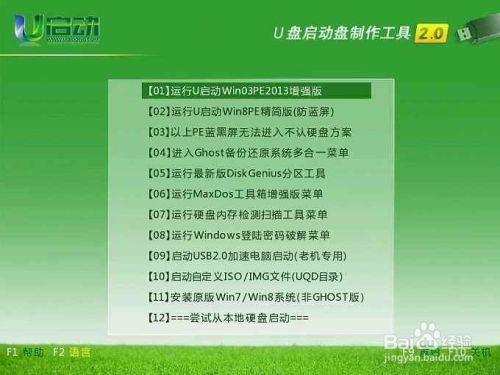 U启动
U盘启动盘制作工具 2.0
【01】运行U启动Win03PE2013增强版
【02】运行U启动Win8PE精简版(防蓝屏)
【03】以上PE蓝黑屏无法进入不认硬盘方案
【04】进入Ghost备份还原系统多合一菜单
【05】运行最新版DiskGenius分区工具
【06】运行MaxDos工具箱增强版菜单
【07】运行硬盘内存检测扫描工具菜单
【08】运行Windows登陆密码破解菜单
【09】启动USB2.0加速电脑启动(老机专用)
【10】启动自定义ISO/IMG文件(UQD目录)
【11】安装原版Win7/Win8系统(非GHOST版)
【12】===尝试从本地硬盘启动===
F1 帮助 F2 语言
F9 F10 关机
Baidu经验
jingyan.baidu.com